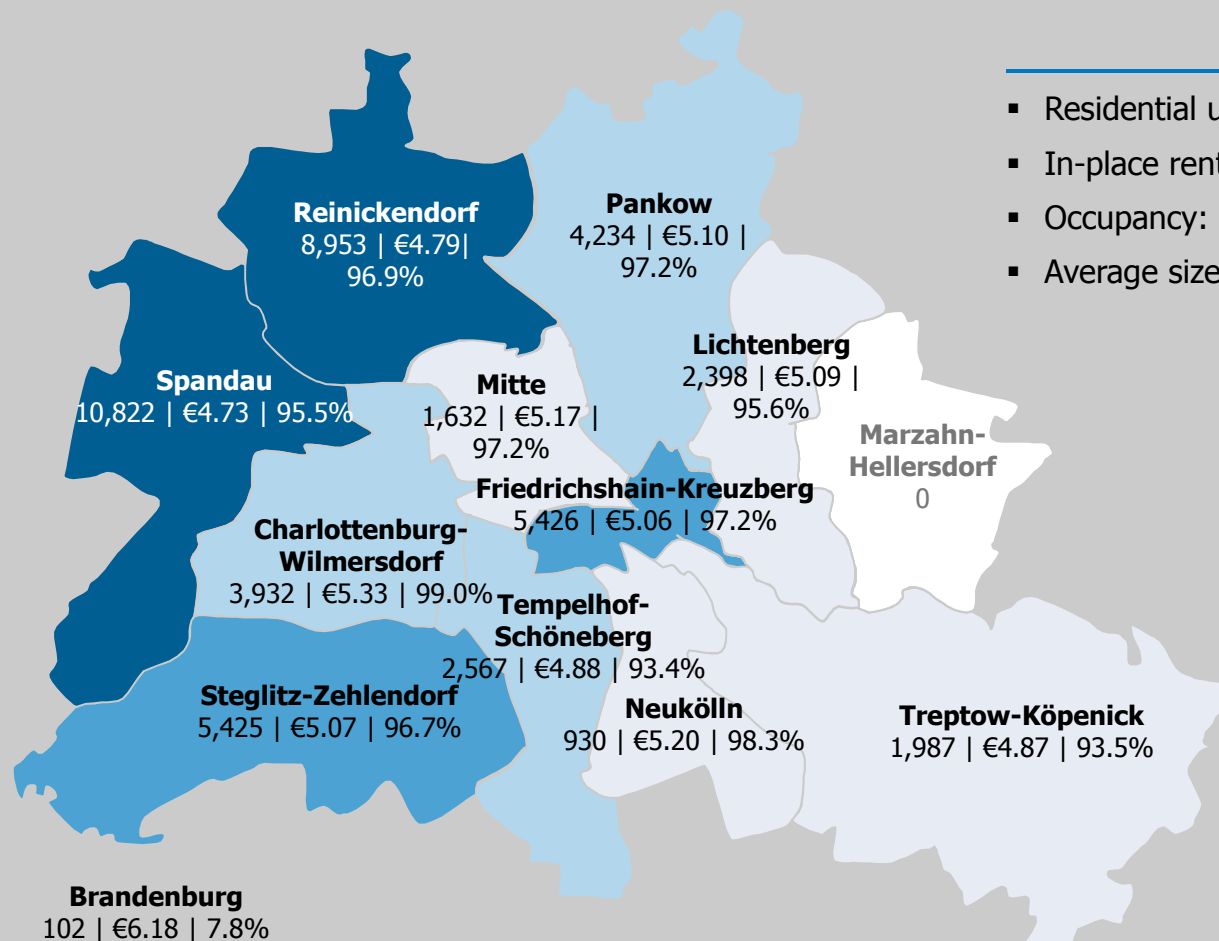 ▪ Residential u
▪ In-place rent
▪ Occupancy:
▪ Average size
Reinickendorf
8,953 | €4.79|
96.9%
Pankow
4,234 | €5.10 |
97.2%
Lichtenberg
2,398 | €5.09 |
95.6%
Spandau
10,822 | €4.73 | 95.5%
Mitte
1,632 | €5.17 |
97.2%
Marzahn-
Hellersdorf
0
Friedrichshain-Kreuzberg
5,426 | €5.06 | 97.2%
Charlottenburg-
Wilmersdorf
3,932 | €5.33 | 99.0%
Tempelhof-
Schöneberg
2,567 | €4.88 | 93.4%
Steglitz-Zehlendorf
5,425 | €5.07 | 96.7%
Neukölln
930 | €5.20 | 98.3%
Treptow-Köpenick
1,987 | €4.87 | 93.5%
Brandenburg
102 | €6.18 | 7.8%